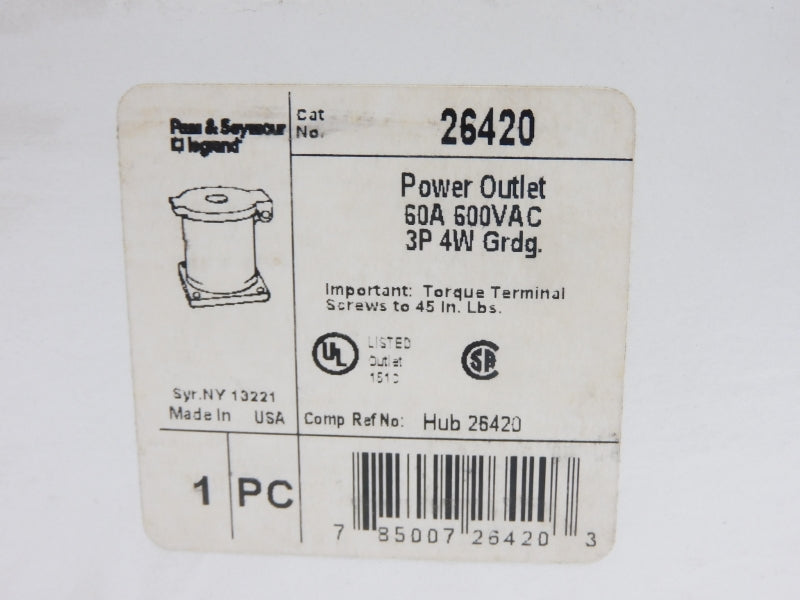 Pass & Seymour
legrand
Cat No. 26420
Power Outlet
60A 600VAC
3P 4W Grdg.
Important: Torque Terminal
Screws to 45 In. Lbs.
UL LISTED
Outlet
SA
Syr.NY 13221
Made In USA
Comp Ref No: Hub 26420
1 PC
7 85007 26420 3